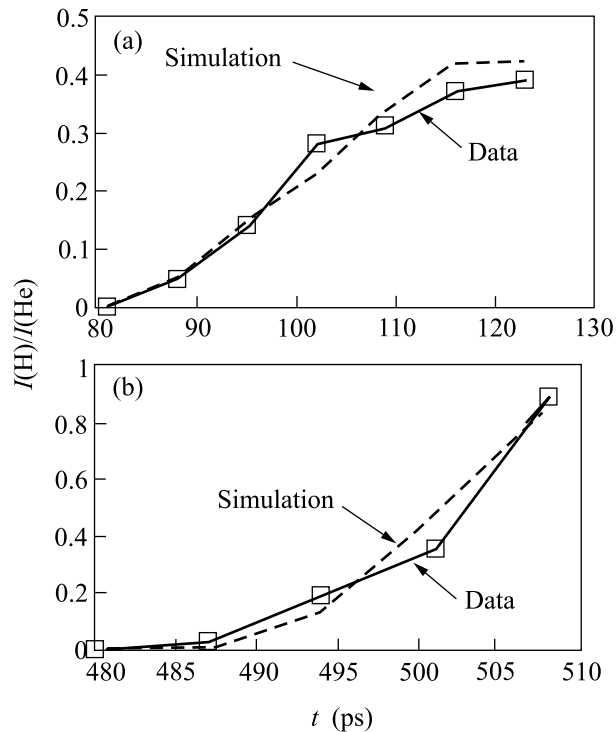 0.5
(a)
Simulation
0.4
0.3
Data
0.2
0.1
0
80 90 100 110 120 130
I(H)/I(He)
1
(b)
0.8
0.6
Simulation
0.4
0.2
Data
0
480 485 490 495 500 505 510
t (ps)